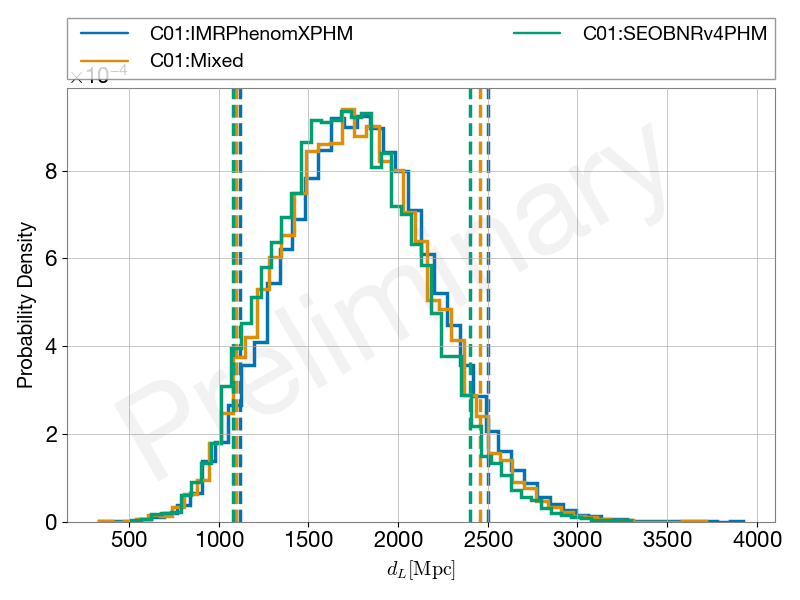 C01:IMRPhenomXPHM
C01:SEOBNRv4PHM
C01:Mixed
×10⁻⁴
8
6
4
2
0
Probability Density
Preliminary
500 1000 1500 2000 2500 3000 3500 4000
d_L [Mpc]